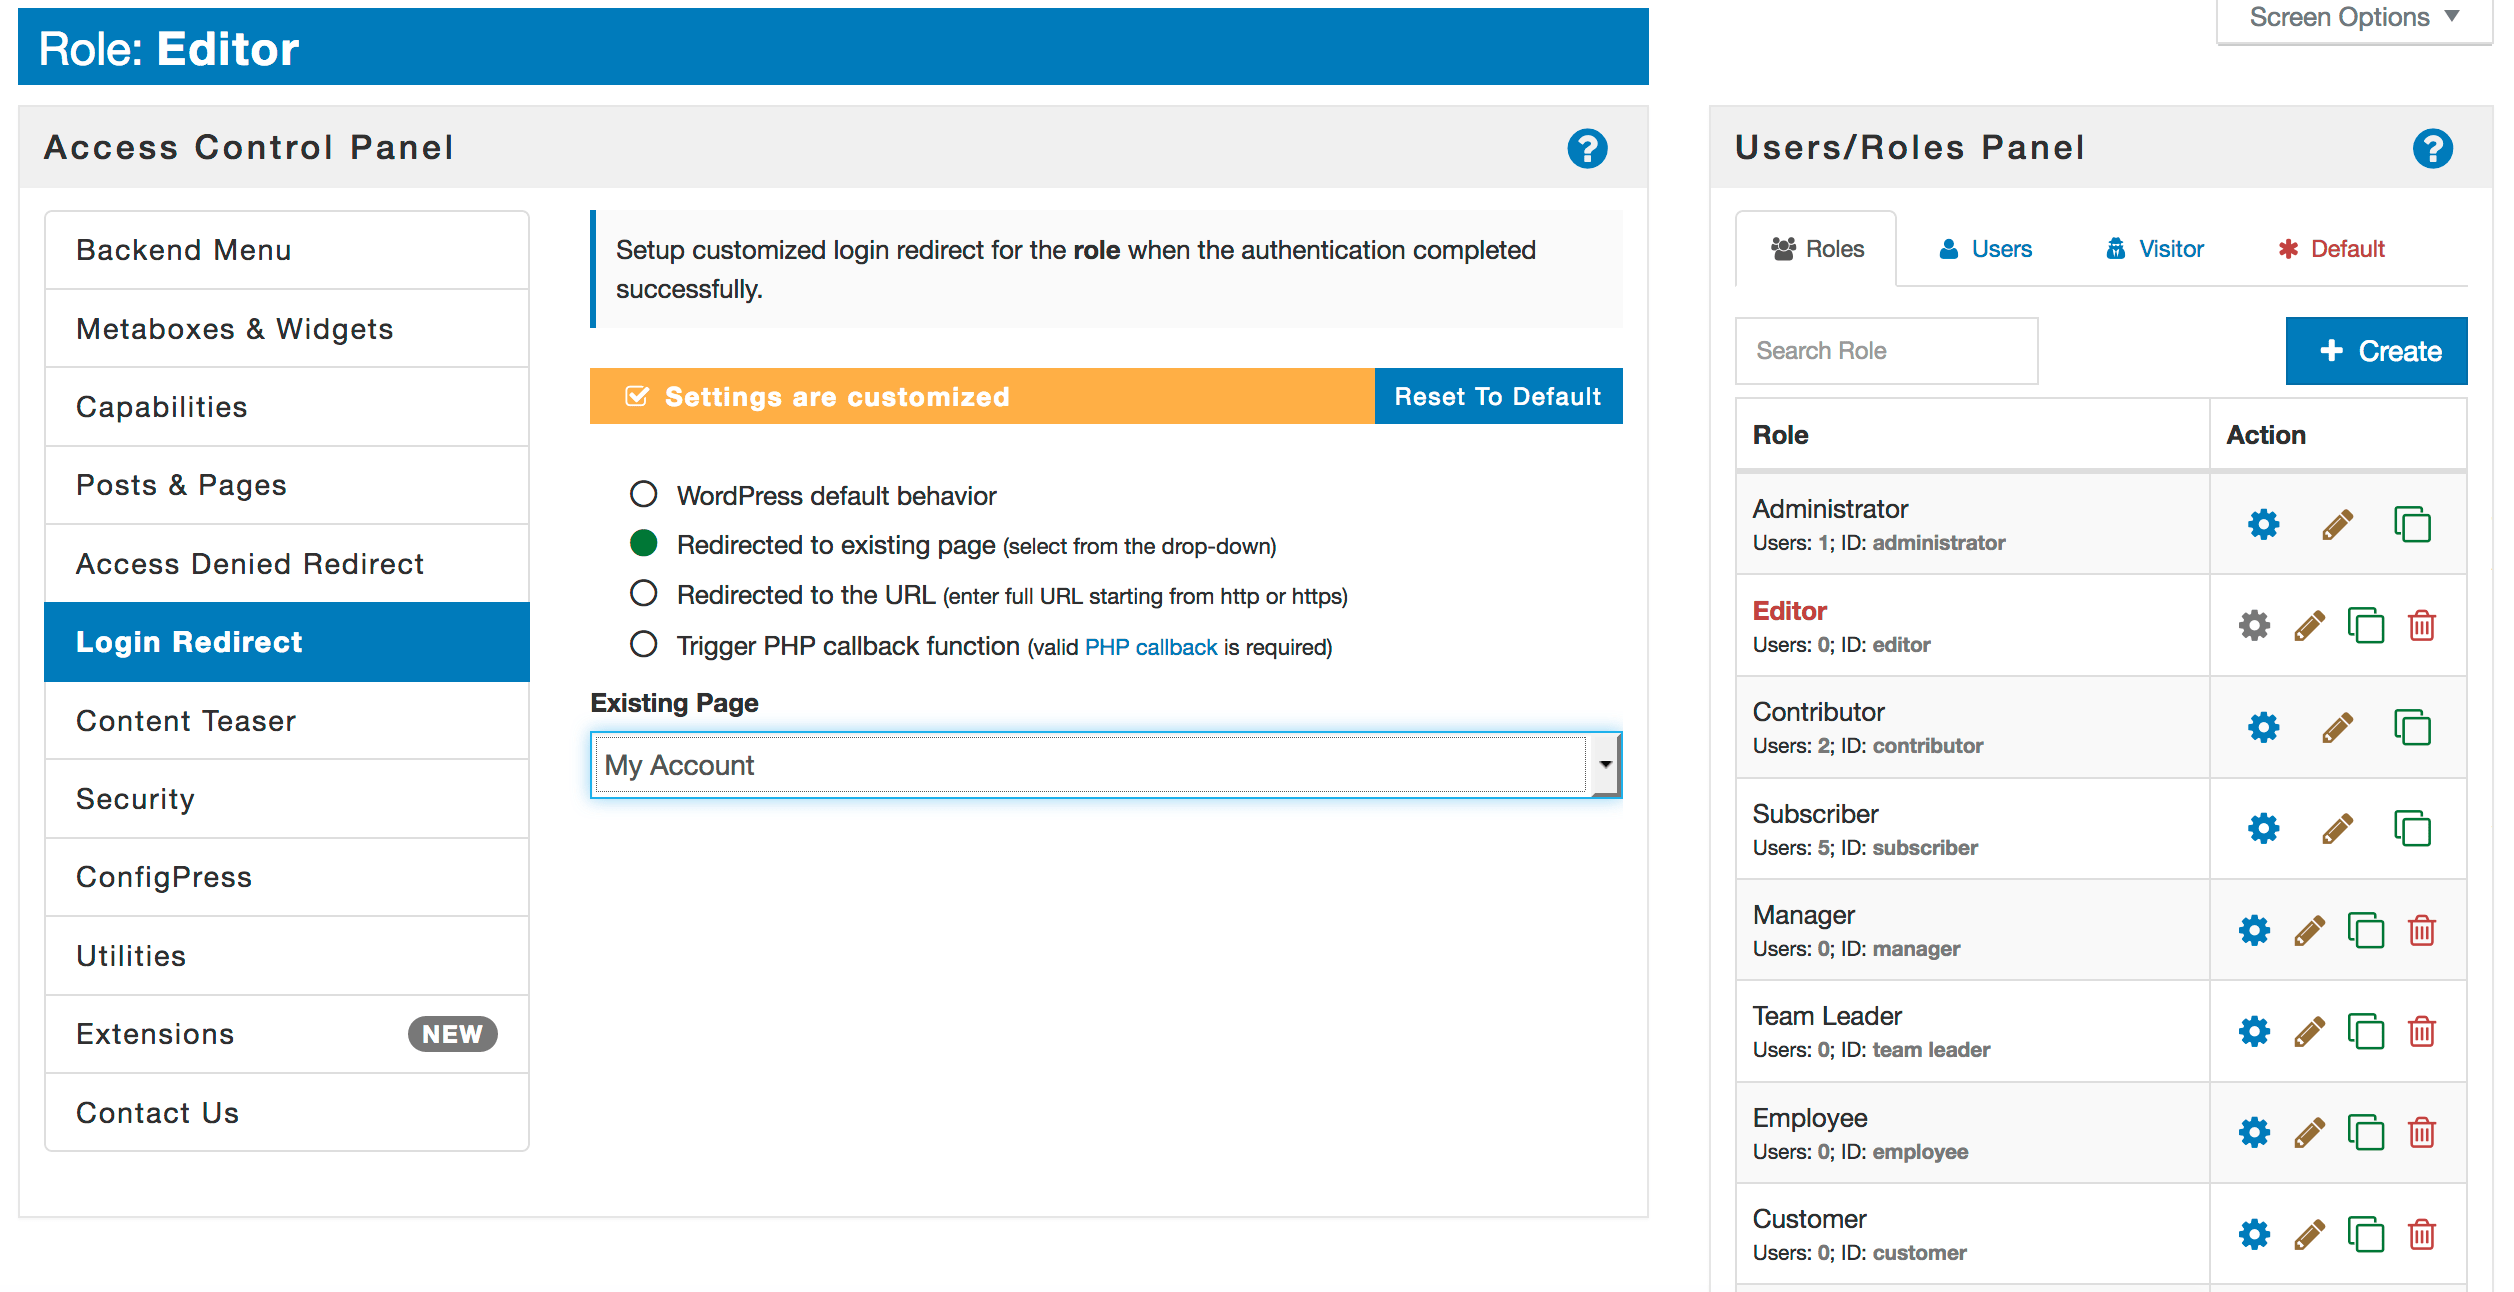 Screen Options
Role: Editor
Access Control Panel
Backend Menu
Metaboxes & Widgets
Capabilities
Posts & Pages
Access Denied Redirect
Login Redirect
Content Teaser
Security
ConfigPress
Utilities
Extensions NEW
Contact Us
Setup customized login redirect for the role when the authentication completed
successfully.
Settings are customized
Reset To Default
WordPress default behavior
Redirected to existing page (select from the drop-down)
Redirected to the URL (enter full URL starting from http or https)
Trigger PHP callback function (valid PHP callback is required)
Existing Page
My Account
Users/Roles Panel
Roles Users Visitor Default
Search Role
Create
Role Action
Administrator
Users: 1; ID: administrator
Editor
Users: 0; ID: editor
Contributor
Users: 2; ID: contributor
Subscriber
Users: 5; ID: subscriber
Manager
Users: 0; ID: manager
Team Leader
Users: 0; ID: team leader
Employee
Users: 0; ID: employee
Customer
Users: 0; ID: customer